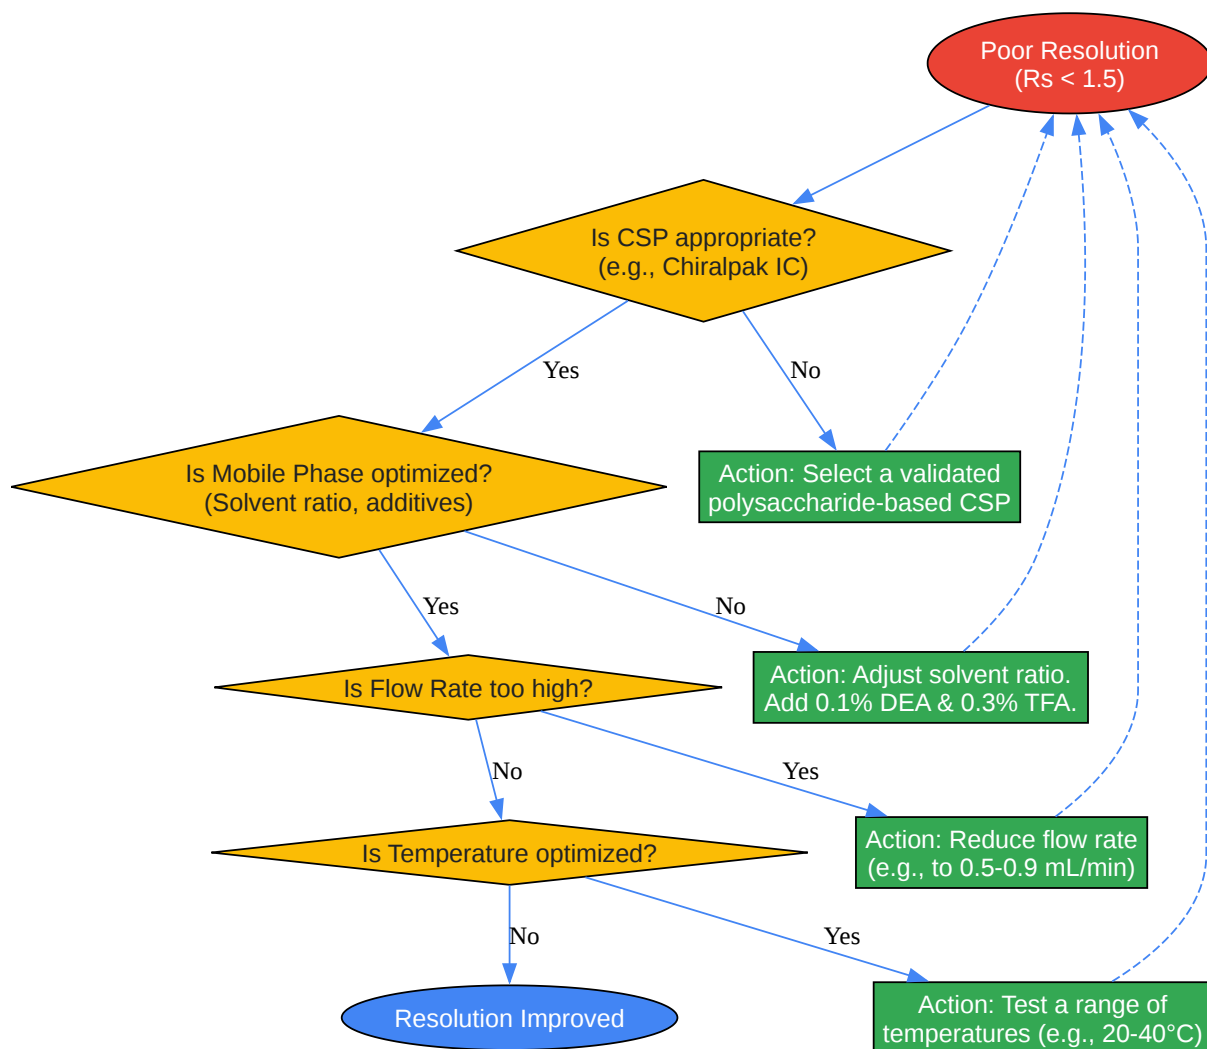 Poor Resolution
(Rs < 1.5)
Is CSP appropriate?
(e.g., Chiralpak IC)
Yes
No
Is Mobile Phase optimized?
(Solvent ratio, additives)
Action: Select a validated
polysaccharide-based CSP
Yes
No
Is Flow Rate too high?
Action: Adjust solvent ratio.
Add 0.1% DEA & 0.3% TFA.
No
Yes
Is Temperature optimized?
Action: Reduce flow rate
(e.g., to 0.5-0.9 mL/min)
No
Yes
Resolution Improved
Action: Test a range of
temperatures (e.g., 20-40°C)